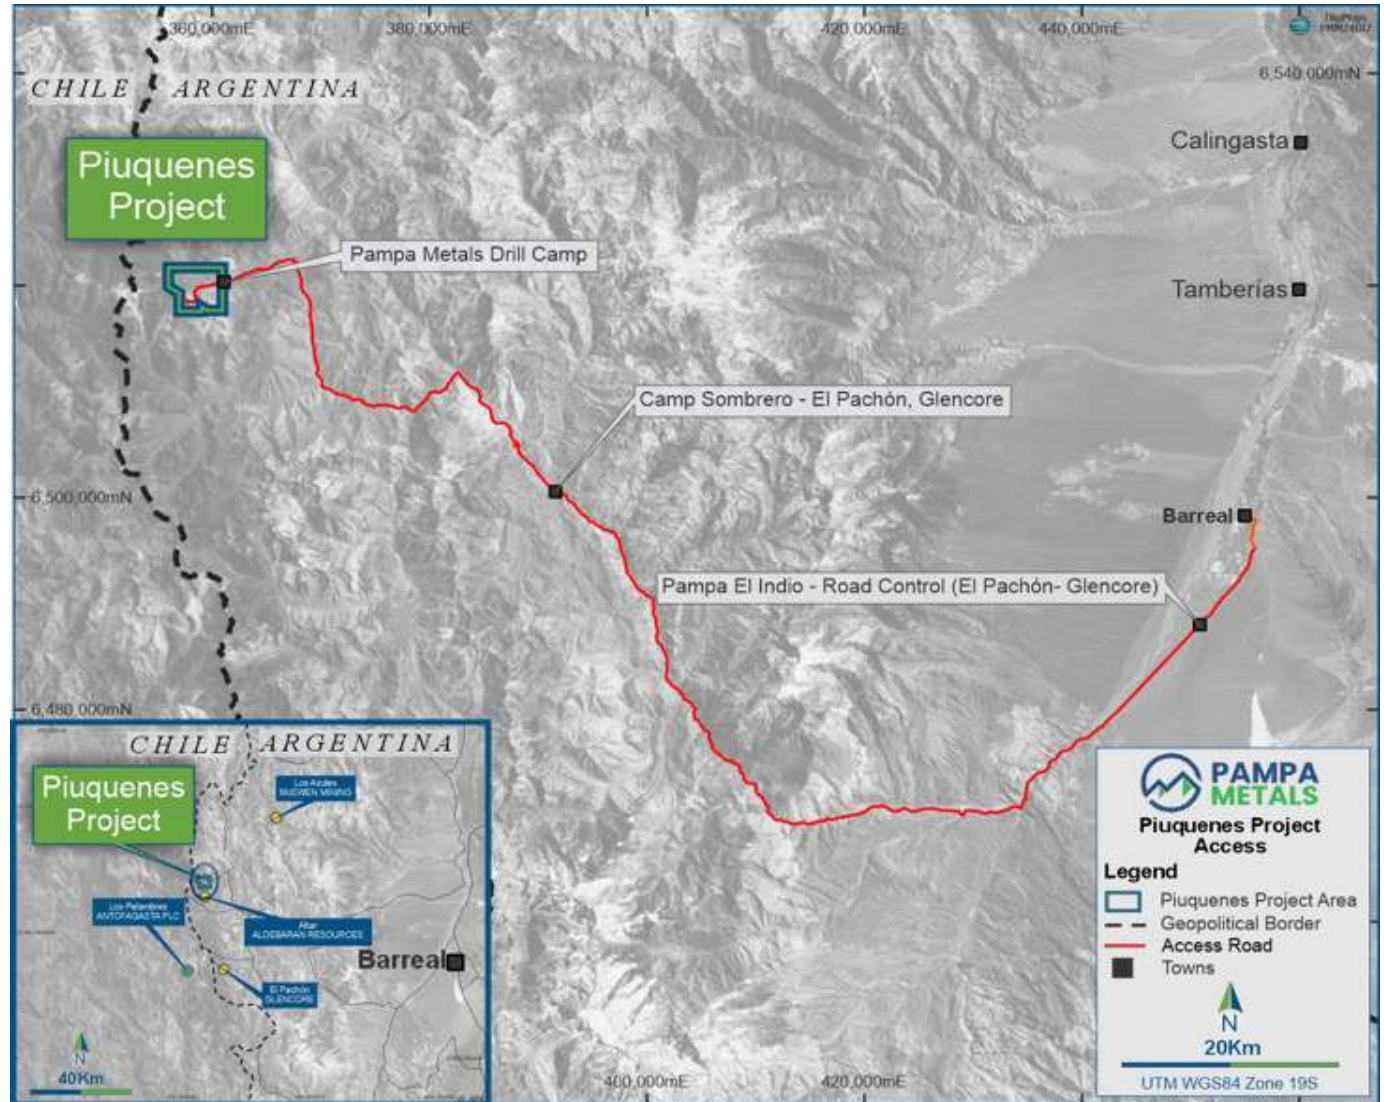 360,000mE
380,000mE
420,000mE
440,000mE
CHILE
ARGENTINA
6,540,000mN
Calingasta
Piuquenes
Project
Pampa Metals Drill Camp
Tamberías
Camp Sombrero - El Pachón, Glencore
6,500,000mN
Barreal
Pampa El Indio - Road Control (El Pachón- Glencore)
6,480,000mN
CHILE
ARGENTINA
Los Azules
McEWEN MINING
Piuquenes
Project
Los Pelambres
ANTOFAGASTA PLC
Altar
ALDEBARAN RESOURCES
Barreal
El Pachón
GLENCORE
N
40Km
400,000mE
420,000mE
PAMPA
METALS
Piuquenes Project
Access
Legend
Piuquenes Project Area
Geopolitical Border
Access Road
Towns
N
20Km
UTM WGS84 Zone 19S